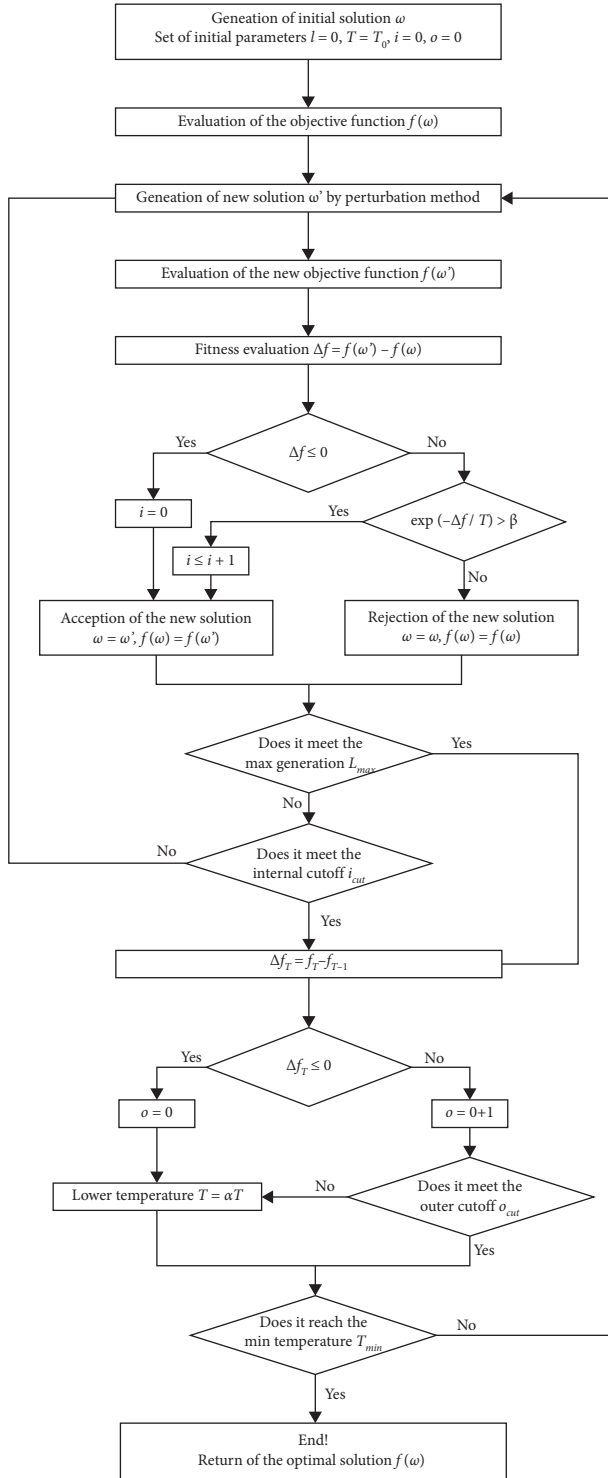 Geneation of initial solution ω
Set of initial parameters l = 0, T = T₀, i = 0, o = 0
Evaluation of the objective function f (ω)
Geneation of new solution ω’ by perturbation method
Evaluation of the new objective function f (ω’)
Fitness evaluation Δf = f (ω’) – f (ω)
Yes
Δf ≤ 0
No
i = 0
Yes
exp (–Δf / T) > β
i ≤ i + 1
No
Acception of the new solution
ω = ω’, f (ω) = f (ω’)
Rejection of the new solution
ω = ω, f (ω) = f (ω)
Does it meet the
max generation Lmax
Yes
No
No
Does it meet the
internal cutoff icut
Yes
ΔfT = fT–fT–1
Yes
ΔfT ≤ 0
No
o = 0
o = 0+1
Lower temperature T = αT
No
Does it meet the
outer cutoff ocut
Yes
Does it reach the
min temperature Tmin
No
Yes
End!
Return of the optimal solution f (ω)